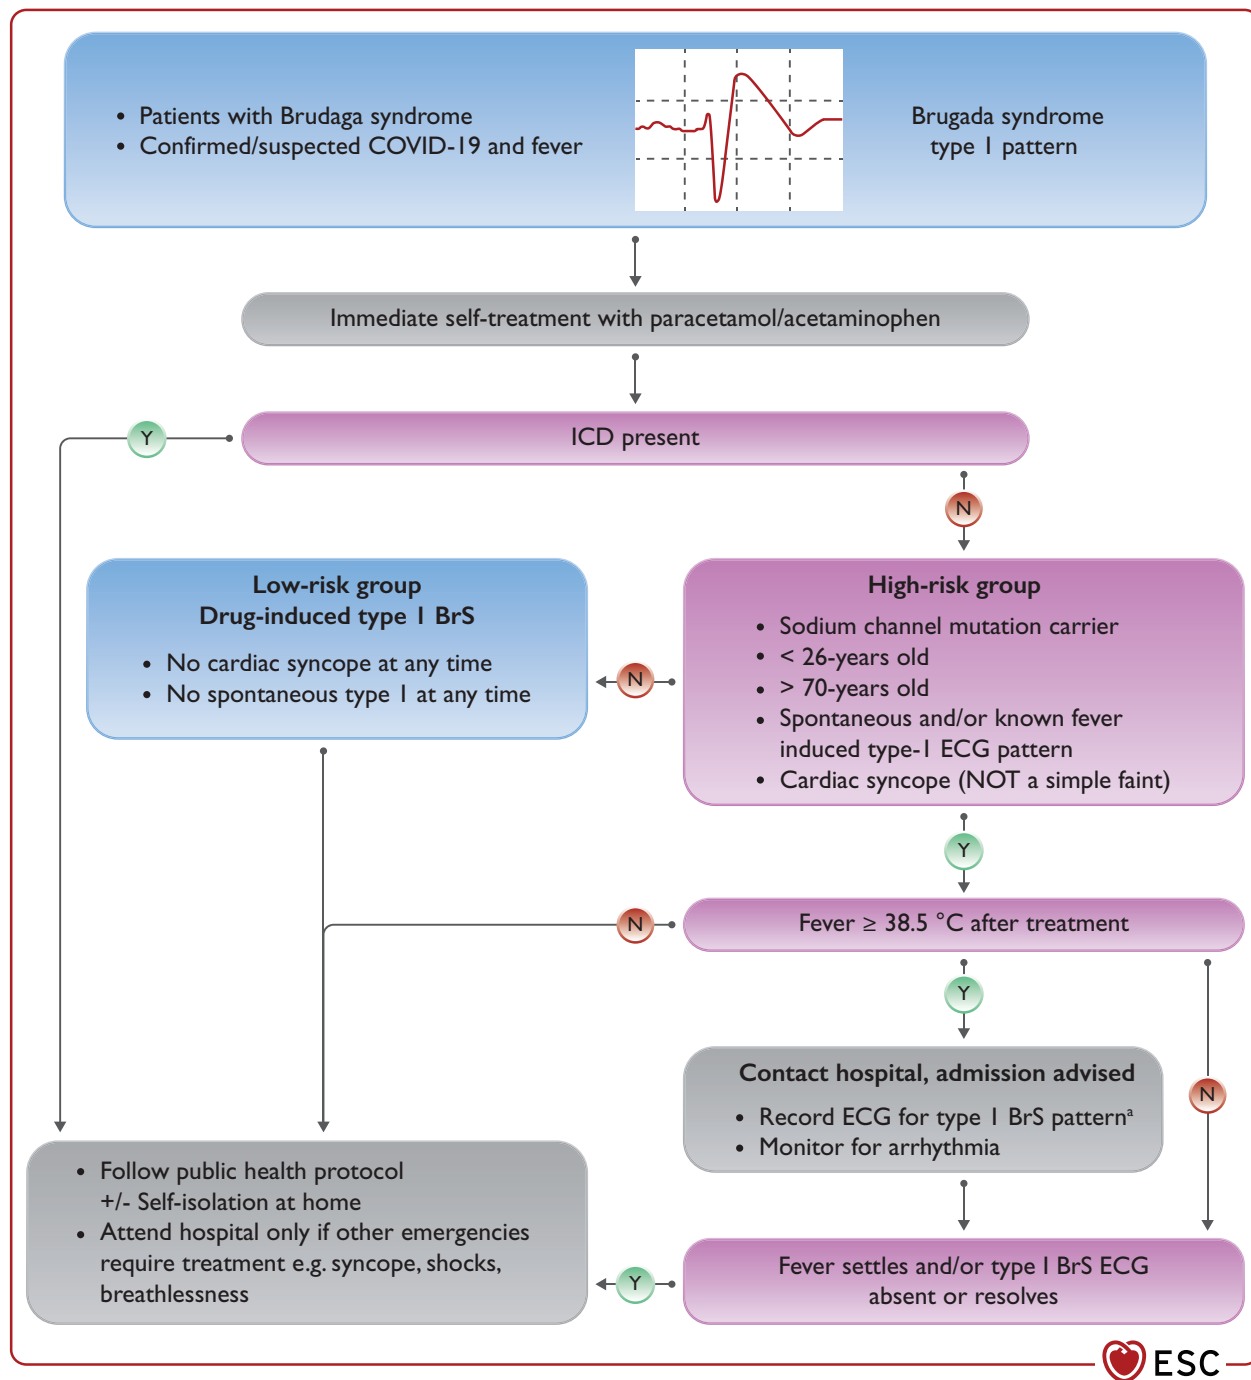 • Patients with Brudaga syndrome
• Confirmed/suspected COVID-19 and fever
Brugada syndrome
type 1 pattern
Immediate self-treatment with paracetamol/acetaminophen
Y
ICD present
N
Low-risk group
Drug-induced type 1 BrS
• No cardiac syncope at any time
• No spontaneous type 1 at any time
N
High-risk group
• Sodium channel mutation carrier
• < 26-years old
• > 70-years old
• Spontaneous and/or known fever
induced type-1 ECG pattern
• Cardiac syncope (NOT a simple faint)
Y
N
Fever ≥ 38.5 °C after treatment
Y
N
Contact hospital, admission advised
• Record ECG for type 1 BrS patternᵃ
• Monitor for arrhythmia
• Follow public health protocol
+/- Self-isolation at home
• Attend hospital only if other emergencies
require treatment e.g. syncope, shocks,
breathlessness
Y
Fever settles and/or type 1 BrS ECG
absent or resolves
ESC